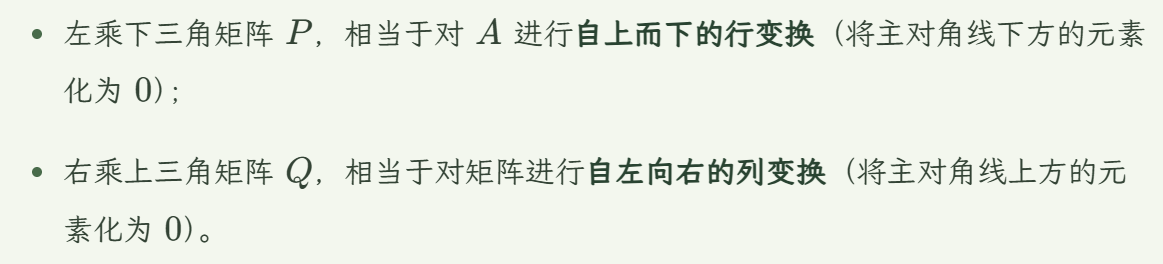 • 左乘下三角矩阵 P，相当于对 A 进行自上而下的行变换（将主对角线下方的元素
化为 0）；
• 右乘上三角矩阵 Q，相当于对矩阵进行自左向右的列变换（将主对角线上方的元
素化为 0）。